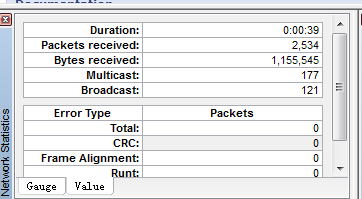 Documentation
Duration: 0:00:39
Packets received: 2,534
Bytes received: 1,155,545
Multicast: 177
Broadcast: 121
Error Type Packets
Total: 0
CRC: 0
Frame Alignment: 0
Runt: 0
Gauge Value
Network Statistics